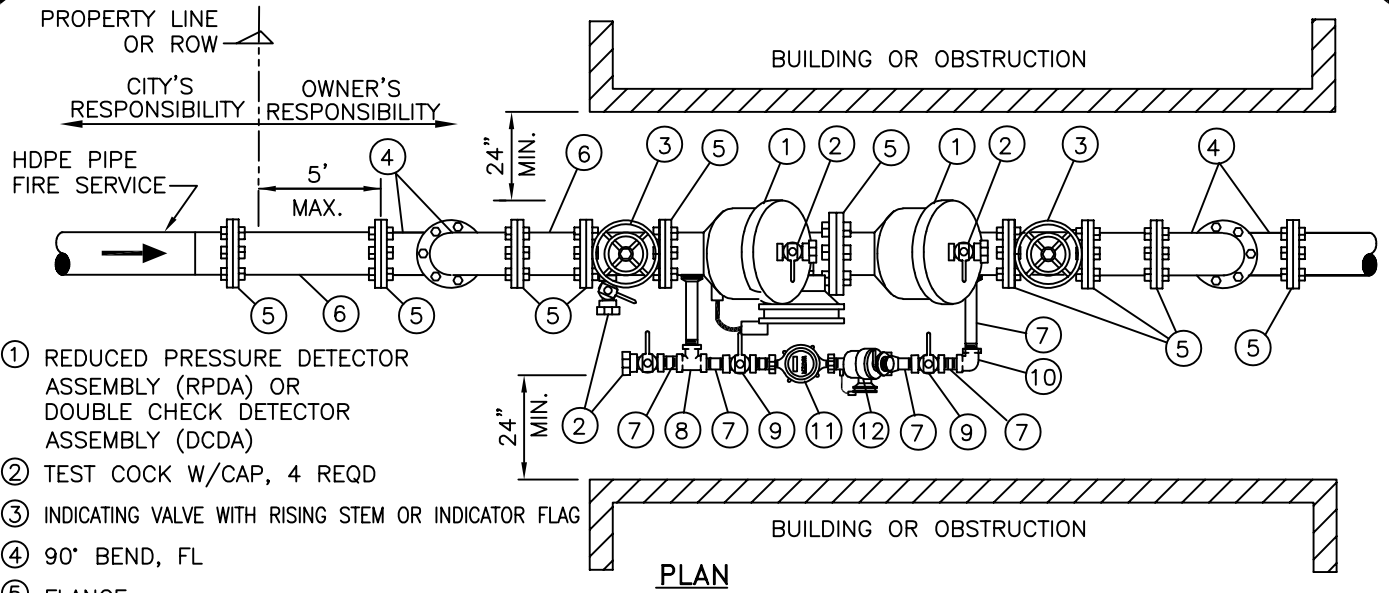 PROPERTY LINE
OR ROW
CITY'S
RESPONSIBILITY
OWNER'S
RESPONSIBILITY
HDPE PIPE
FIRE SERVICE
5'
MAX.
24"
MIN.
BUILDING OR OBSTRUCTION
4
6
3
5
1
2
5
1
2
3
4
5
6
5
5
7
10
5
5
2
7
8
7
9
11
12
7
9
7
24"
MIN.
1 REDUCED PRESSURE DETECTOR
ASSEMBLY (RPDA) OR
DOUBLE CHECK DETECTOR
ASSEMBLY (DCDA)
2 TEST COCK W/CAP, 4 REQD
3 INDICATING VALVE WITH RISING STEM OR INDICATOR FLAG
4 90° BEND, FL
5 FLANGE
BUILDING OR OBSTRUCTION
PLAN